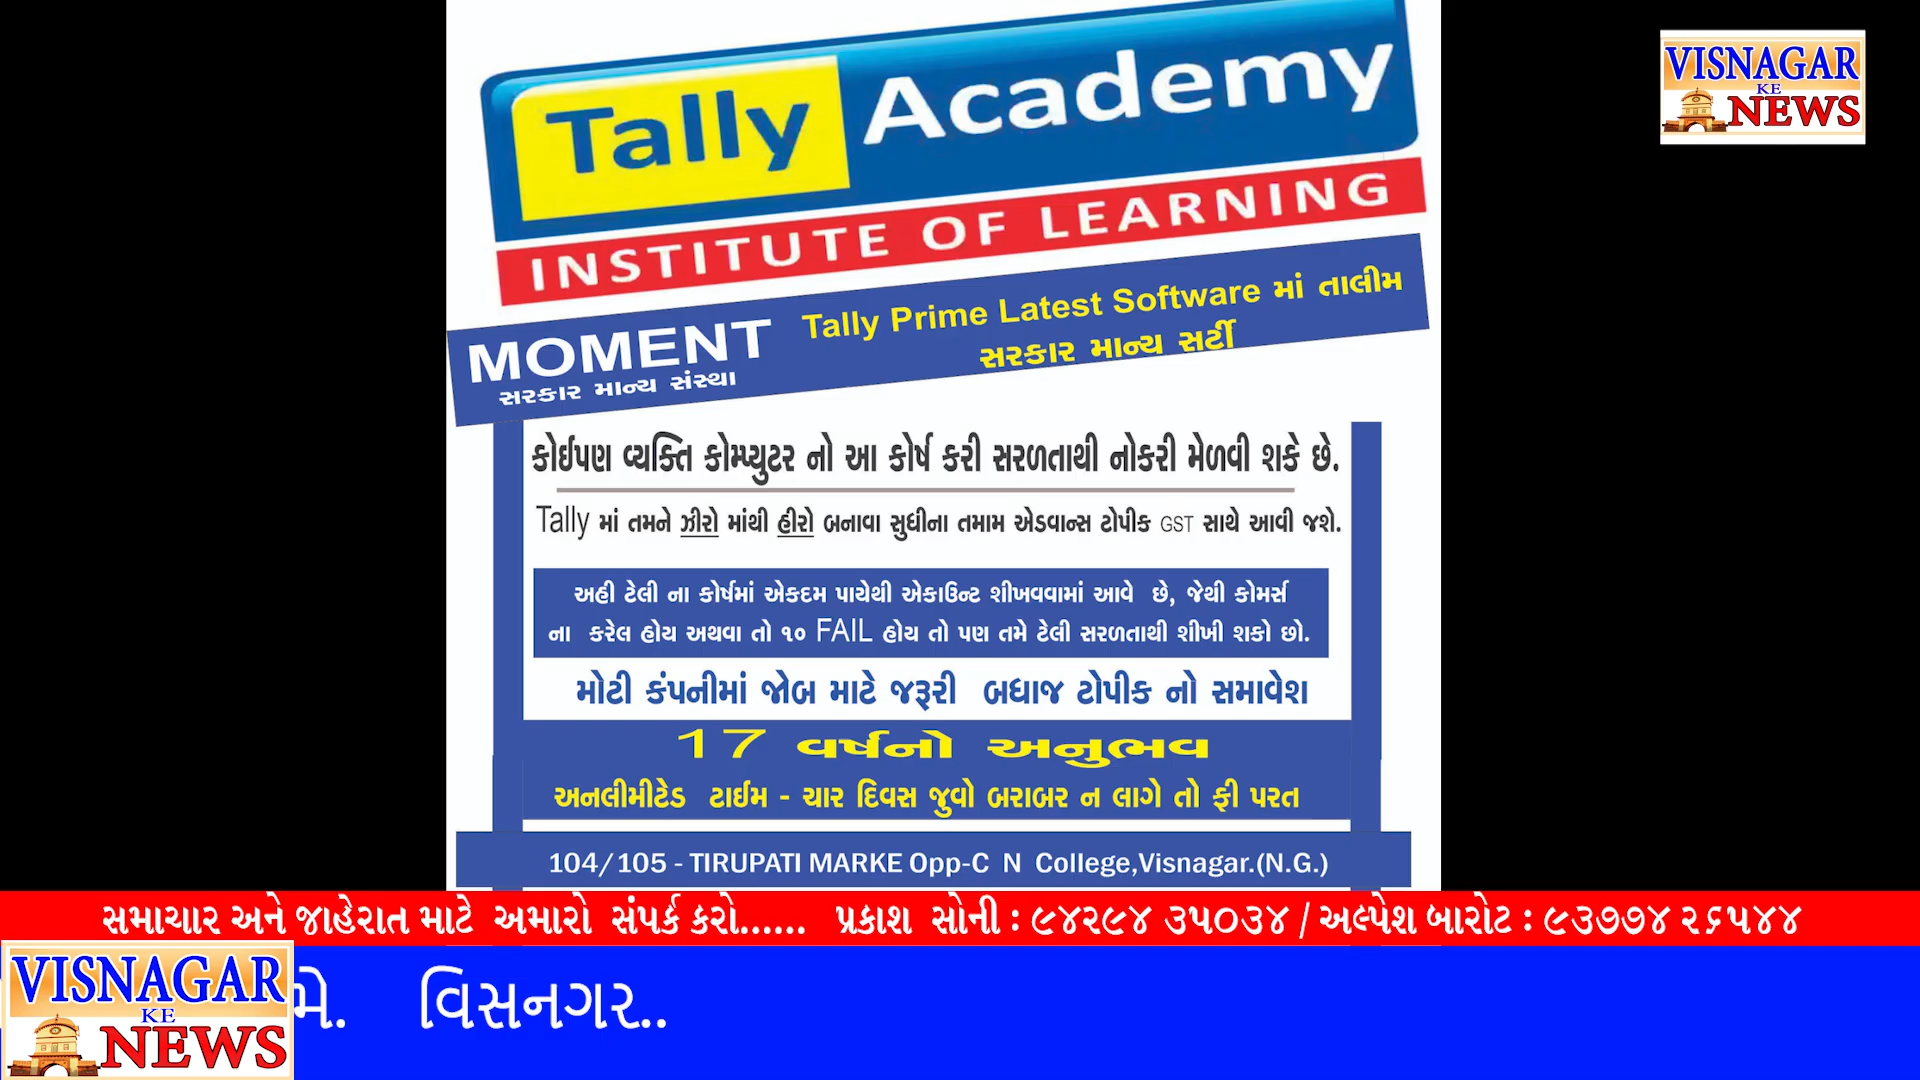 Tally Academy
INSTITUTE OF LEARNING
MOMENT
સરકાર માન્ય સંસ્થા
Tally Prime Latest Software માં તાલીમ
સરકાર માન્ય સર્ટી
કોઈપણ વ્યક્તિ કોમ્પ્યુટર નો આ કોર્ષ કરી સરળતાથી નોકરી મેળવી શકે છે.
Tally માં તમને ઝીરો માંથી હીરો બનાવા સુધીના તમામ એડવાન્સ ટોપીક GST સાથે આવી જશે.
અહી ટેલી ના કોર્ષમાં એકદમ પાયેથી એકાઉન્ટ શીખવવામાં આવે છે, જેથી કોમર્સ
ના કરેલ હોય અથવા તો ૧૦ FAIL હોય તો પણ તમે ટેલી સરળતાથી શીખી શકો છો.
મોટી કંપનીમાં જોબ માટે જરૂરી બધાજ ટોપીક નો સમાવેશ
17 વર્ષનો અનુભવ
અનલીમીટેડ ટાઈમ - ચાર દિવસ જુવો બરાબર ન લાગે તો ફી પરત
104/105 - TIRUPATI MARKE Opp-C N College,Visnagar.(N.G.)
VISNAGAR
KE
NEWS
સમાચાર અને જાહેરાત માટે અમારો સંપર્ક કરો...... પ્રકાશ સોની : ૯૪૨૯૪ ૩૫૦૩૪ / અલ્પેશ બારોટ : ૯૩૭૭૪ ૨૬૫૪૪
VISNAGAR
KE
NEWS
મે. વિસનગર..